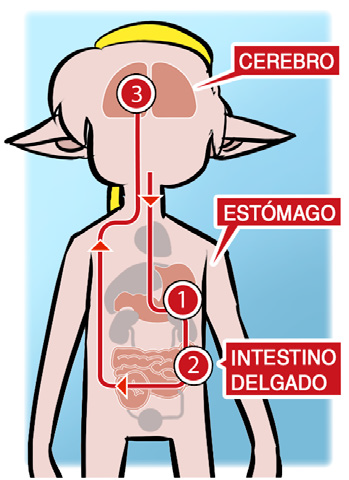 CEREBRO
3
ESTÓMAGO
1
2
INTESTINO
DELGADO